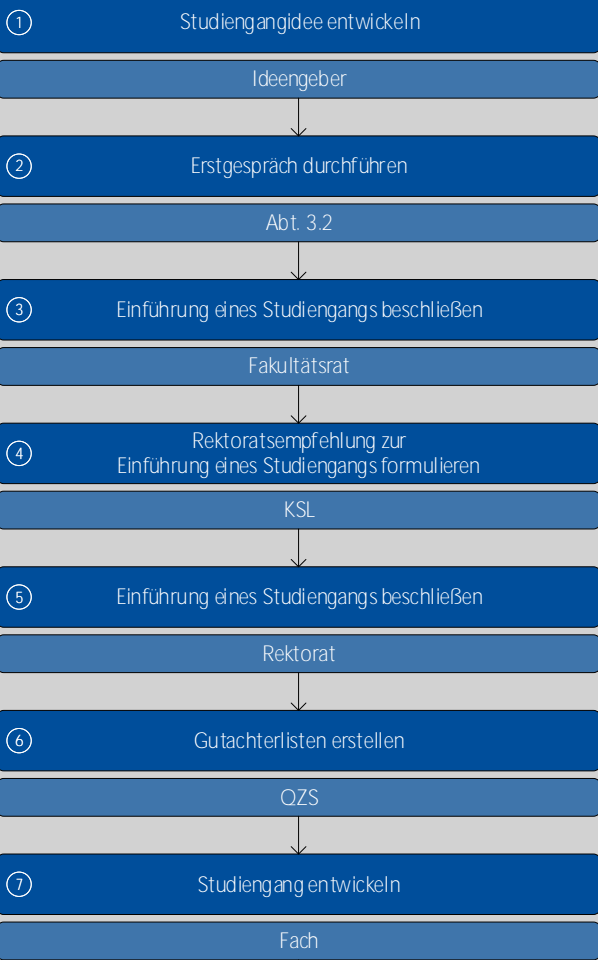 1 Studiengangidee entwickeln
Ideengeber
2 Erstgespräch durchführen
Abt. 3.2
3 Einführung eines Studiengangs beschließen
Fakultätsrat
4 Rektoratsempfehlung zur
Einführung eines Studiengangs formulieren
KSL
5 Einführung eines Studiengangs beschließen
Rektorat
6 Gutachterlisten erstellen
QZS
7 Studiengang entwickeln
Fach